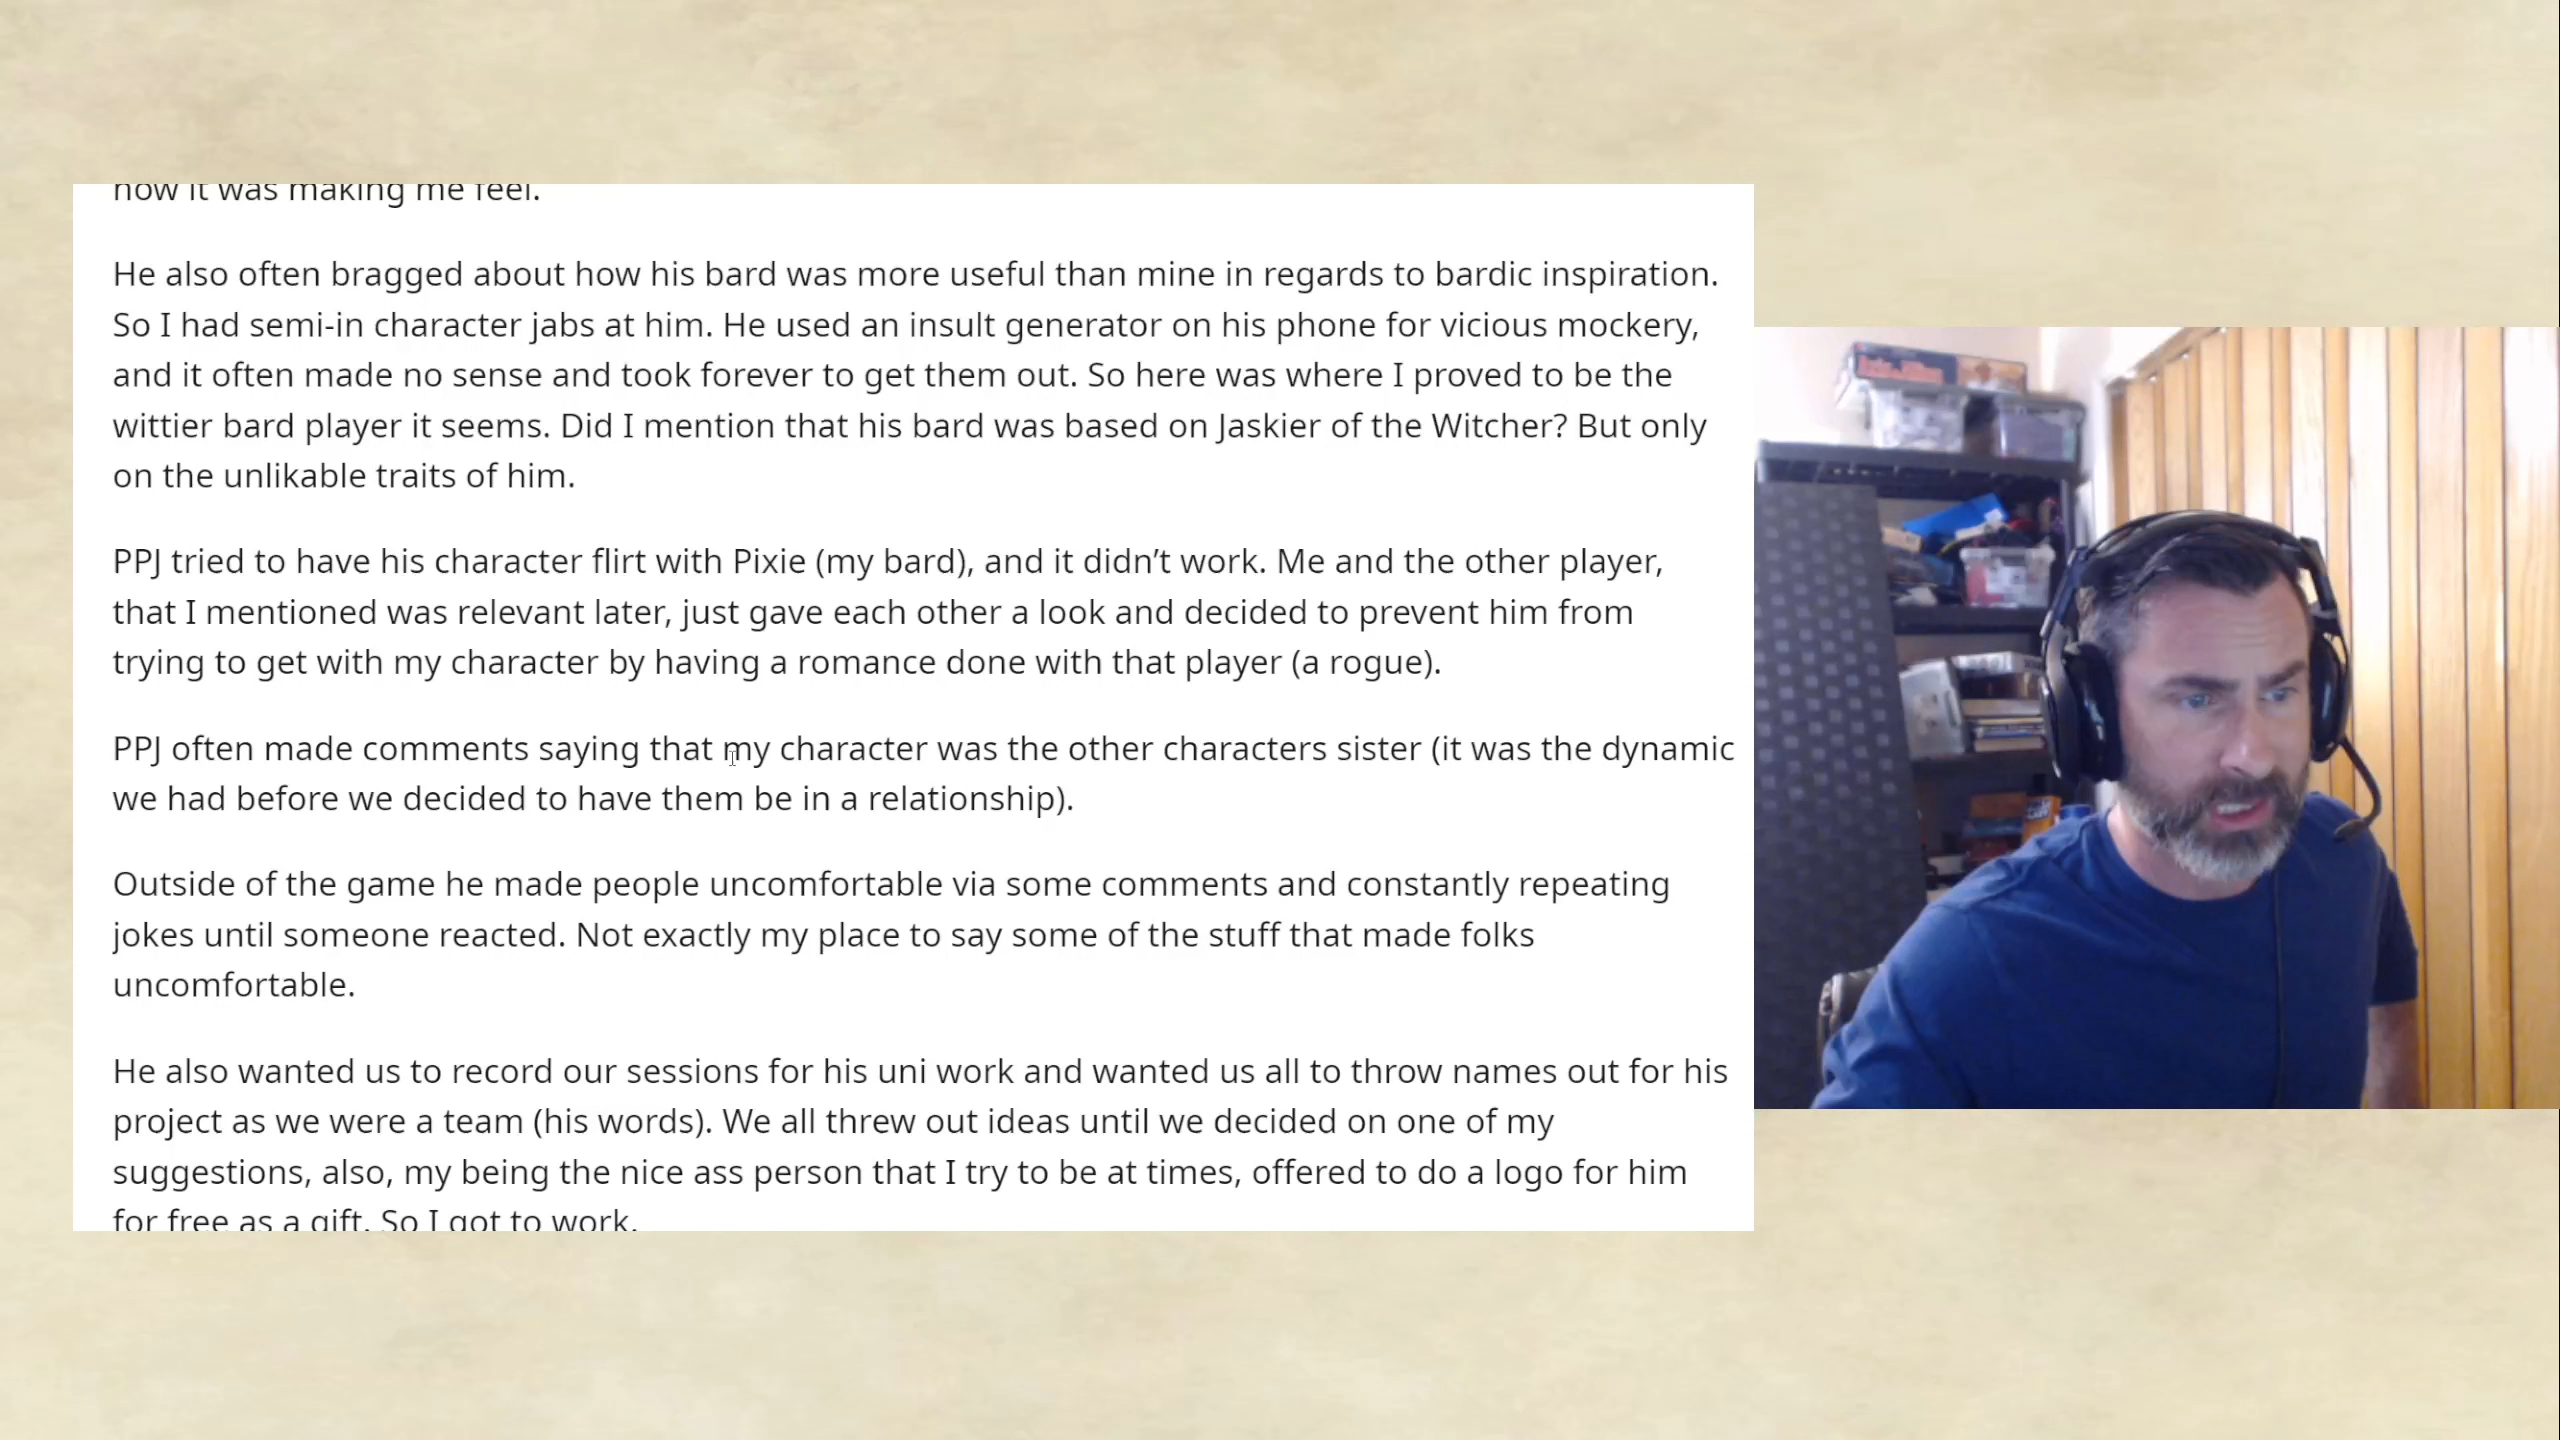 how it was making me feel.
He also often bragged about how his bard was more useful than mine in regards to bardic inspiration.
So I had semi-in character jabs at him. He used an insult generator on his phone for vicious mockery,
and it often made no sense and took forever to get them out. So here was where I proved to be the
wittier bard player it seems. Did I mention that his bard was based on Jaskier of the Witcher? But only
on the unlikable traits of him.
PPJ tried to have his character flirt with Pixie (my bard), and it didn’t work. Me and the other player,
that I mentioned was relevant later, just gave each other a look and decided to prevent him from
trying to get with my character by having a romance done with that player (a rogue).
PPJ often made comments saying that my character was the other characters sister (it was the dynamic
we had before we decided to have them be in a relationship).
Outside of the game he made people uncomfortable via some comments and constantly repeating
jokes until someone reacted. Not exactly my place to say some of the stuff that made folks
uncomfortable.
He also wanted us to record our sessions for his uni work and wanted us all to throw names out for his
project as we were a team (his words). We all threw out ideas until we decided on one of my
suggestions, also, my being the nice ass person that I try to be at times, offered to do a logo for him
for free as a gift. So I got to work.